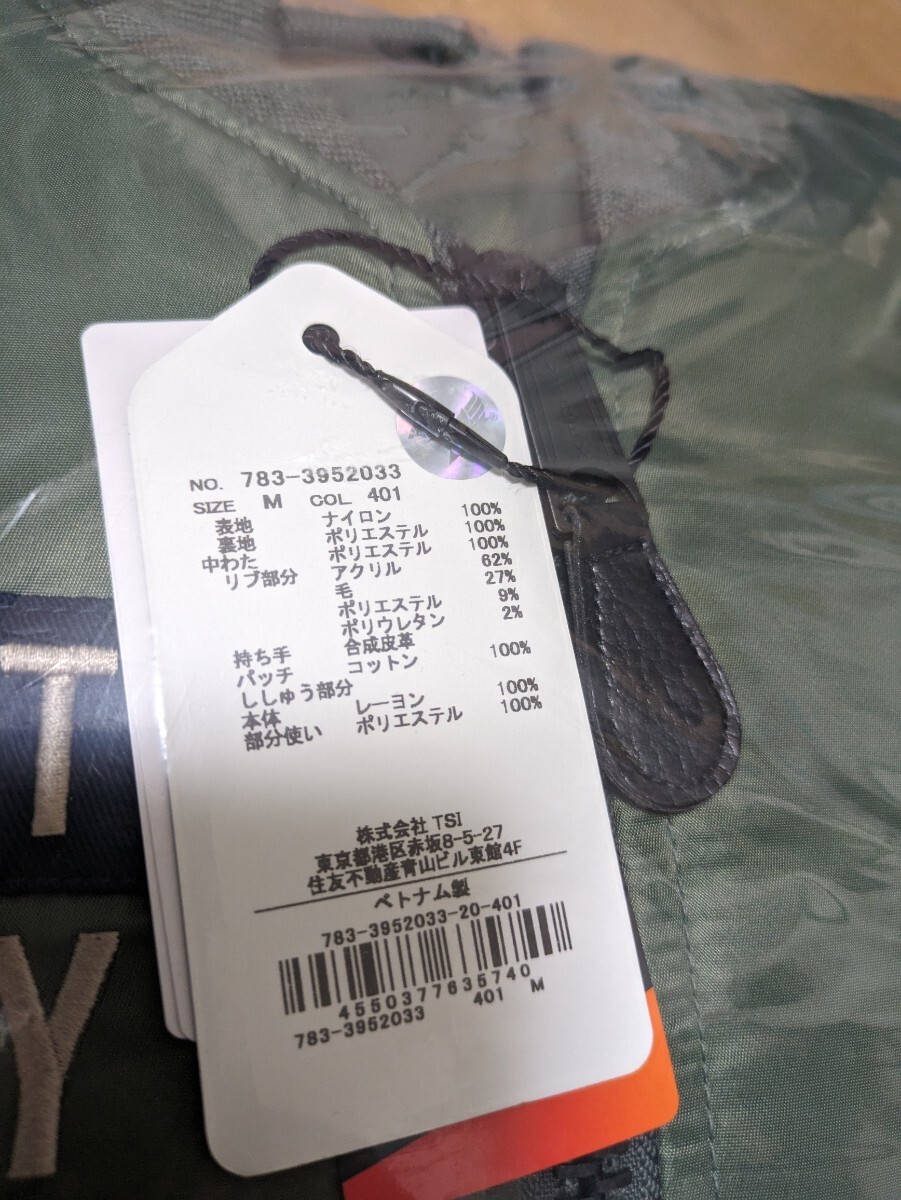 NO. 783-3952033
SIZE M COL 401
表地 ナイロン 100%
裏地 ポリエステル 100%
中わた ポリエステル 100%
リブ部分 アクリル 62%
毛 27%
ポリエステル 9%
ポリウレタン 2%
持ち手 合成皮革
パッチ コットン 100%
ししゅう部分
本体 レーヨン 100%
部分使い ポリエステル 100%
株式会社 TSI
東京都港区赤坂8-5-27
住友不動産青山ビル東館4F
ベトナム製
783-3952033-20-401
4550377635740
783-3952033 401 M
T
Y